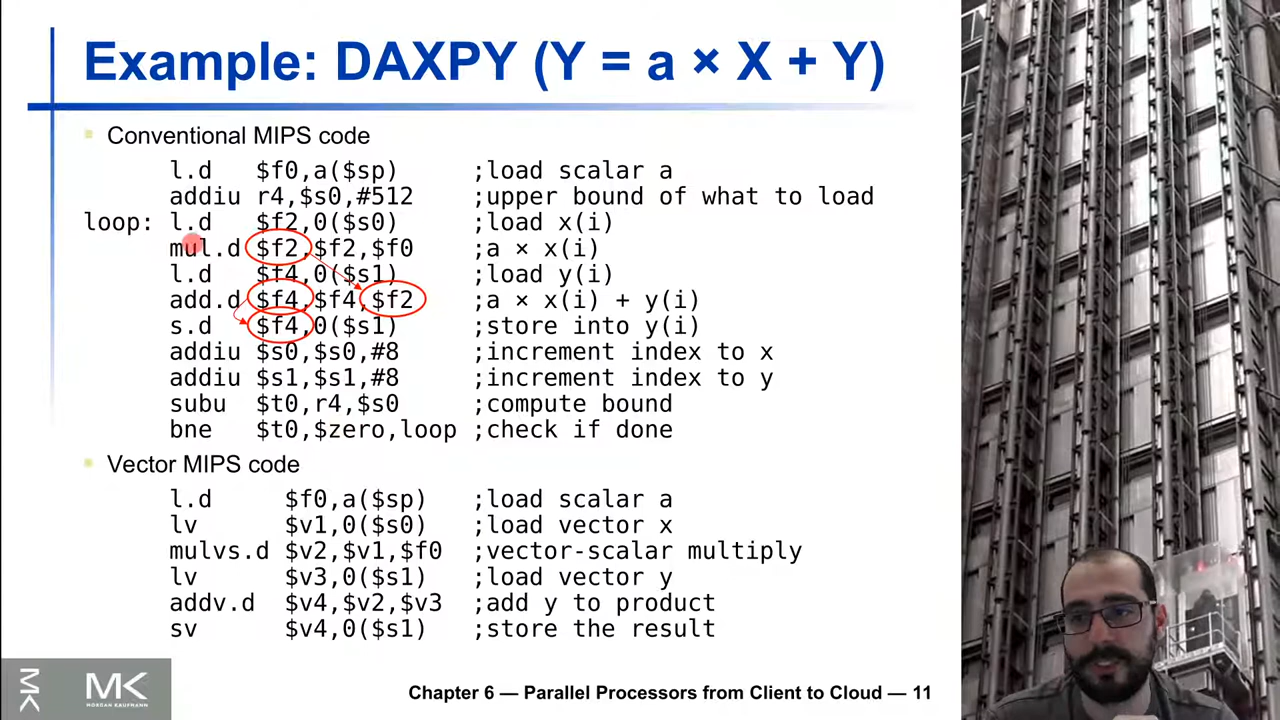 Example: DAXPY (Y = a × X + Y)
Conventional MIPS code
l.d $f0,a($sp) ;load scalar a
addiu r4,$s0,#512 ;upper bound of what to load
loop: l.d $f2,0($s0) ;load x(i)
mul.d $f2,$f2,$f0 ;a × x(i)
l.d $f4,0($s1) ;load y(i)
add.d $f4,$f4,$f2 ;a × x(i) + y(i)
s.d $f4,0($s1) ;store into y(i)
addiu $s0,$s0,#8 ;increment index to x
addiu $s1,$s1,#8 ;increment index to y
subu $t0,r4,$s0 ;compute bound
bne $t0,$zero,loop ;check if done
Vector MIPS code
l.d $f0,a($sp) ;load scalar a
lv $v1,0($s0) ;load vector x
mulvs.d $v2,$v1,$f0 ;vector-scalar multiply
lv $v3,0($s1) ;load vector y
addv.d $v4,$v2,$v3 ;add y to product
sv $v4,0($s1) ;store the result
MK
MK
MORGAN KAUFMANN
Chapter 6 — Parallel Processors from Client to Cloud — 11